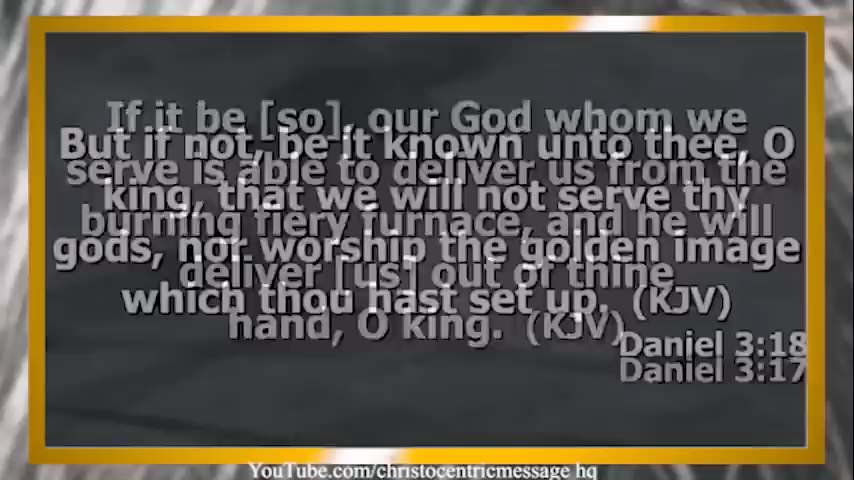 If it be [so], our God whom we
serve is able to deliver us from the
burning fiery furnace, and he will
deliver [us] out of thine
hand, O king. (KJV)
Daniel 3:17
But if not, be it known unto thee, O
king, that we will not serve thy
gods, nor worship the golden image
which thou hast set up. (KJV)
Daniel 3:18
YouTube.com/christocentricmessage hq